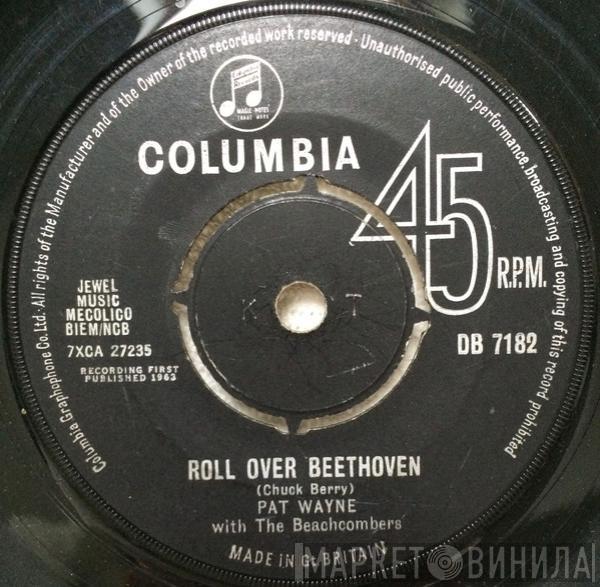 Columbia Graphophone Co. Ltd. · All rights of the Manufacturer and of the Owner of the recorded work reserved · Unauthorised public performance, broadcasting and copying of this record prohibited
MAGIC NOTES
TRADE MARK
COLUMBIA
45
R.P.M.
K T
JEWEL
MUSIC
MECOLICO
BIEM/NCB
7XCA 27235
RECORDING FIRST
PUBLISHED 1963
DB 7182
ROLL OVER BEETHOVEN
(Chuck Berry)
PAT WAYNE
with The Beachcombers
MADE IN GT BRITAIN
МАРКЕТ ВИНИЛА